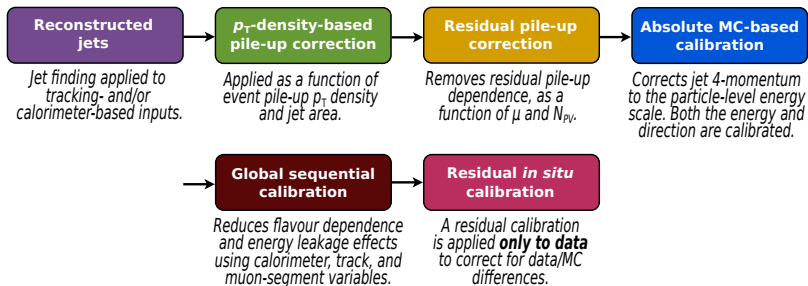 Reconstructed
jets
Jet finding applied to
tracking- and/or
calorimeter-based inputs.
pT-density-based
pile-up correction
Applied as a function of
event pile-up pT density
and jet area.
Residual pile-up
correction
Removes residual pile-up
dependence, as a
function of μ and NPV.
Absolute MC-based
calibration
Corrects jet 4-momentum
to the particle-level energy
scale. Both the energy and
direction are calibrated.
Global sequential
calibration
Reduces flavour dependence
and energy leakage effects
using calorimeter, track, and
muon-segment variables.
Residual in situ
calibration
A residual calibration
is applied only to data
to correct for data/MC
differences.